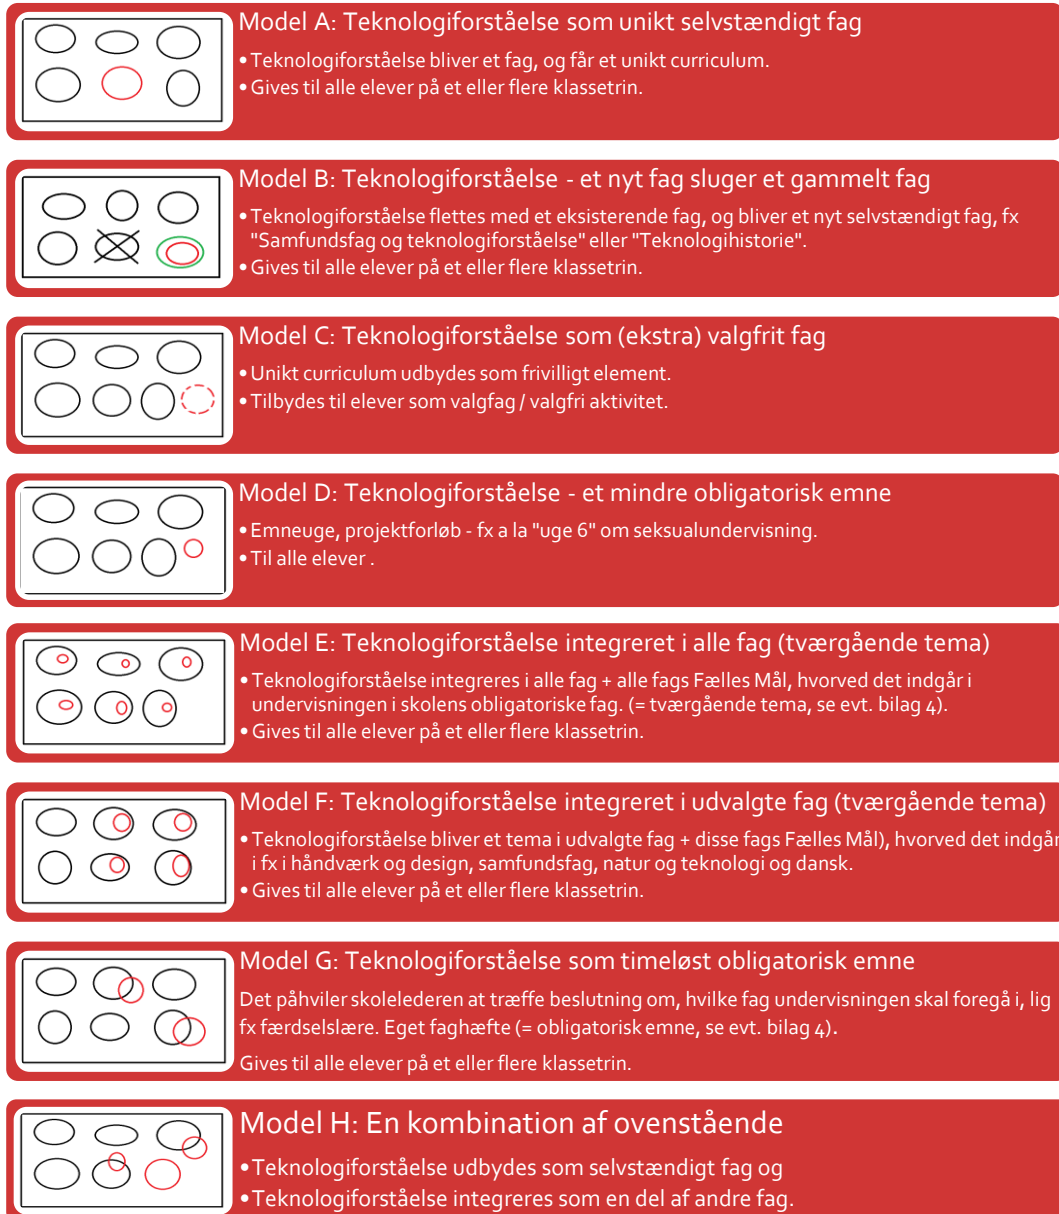 Model A: Teknologiforståelse som unikt selvstændigt fag
• Teknologiforståelse bliver et fag, og får et unikt curriculum.
• Gives til alle elever på et eller flere klassetrin.
Model B: Teknologiforståelse - et nyt fag sluger et gammelt fag
• Teknologiforståelse flettes med et eksisterende fag, og bliver et nyt selvstændigt fag, fx
"Samfundsfag og teknologiforståelse" eller "Teknologihistorie".
• Gives til alle elever på et eller flere klassetrin.
Model C: Teknologiforståelse som (ekstra) valgfrit fag
• Unikt curriculum udbydes som frivilligt element.
• Tilbydes til elever som valgfag / valgfri aktivitet.
Model D: Teknologiforståelse - et mindre obligatorisk emne
• Emneuge, projektforløb - fx a la "uge 6" om seksualundervisning.
• Til alle elever .
Model E: Teknologiforståelse integreret i alle fag (tværgående tema)
• Teknologiforståelse integreres i alle fag + alle fags Fælles Mål, hvorved det indgår i
undervisningen i skolens obligatoriske fag. (= tværgående tema, se evt. bilag 4).
• Gives til alle elever på et eller flere klassetrin.
Model F: Teknologiforståelse integreret i udvalgte fag (tværgående tema)
• Teknologiforståelse bliver et tema i udvalgte fag + disse fags Fælles Mål), hvorved det indgår
i fx i håndværk og design, samfundsfag, natur og teknologi og dansk.
• Gives til alle elever på et eller flere klassetrin.
Model G: Teknologiforståelse som timeløst obligatorisk emne
Det påhviler skolelederen at træffe beslutning om, hvilke fag undervisningen skal foregå i, lig
fx færdselslære. Eget faghæfte (= obligatorisk emne, se evt. bilag 4).
Gives til alle elever på et eller flere klassetrin.
Model H: En kombination af ovenstående
• Teknologiforståelse udbydes som selvstændigt fag og
• Teknologiforståelse integreres som en del af andre fag.